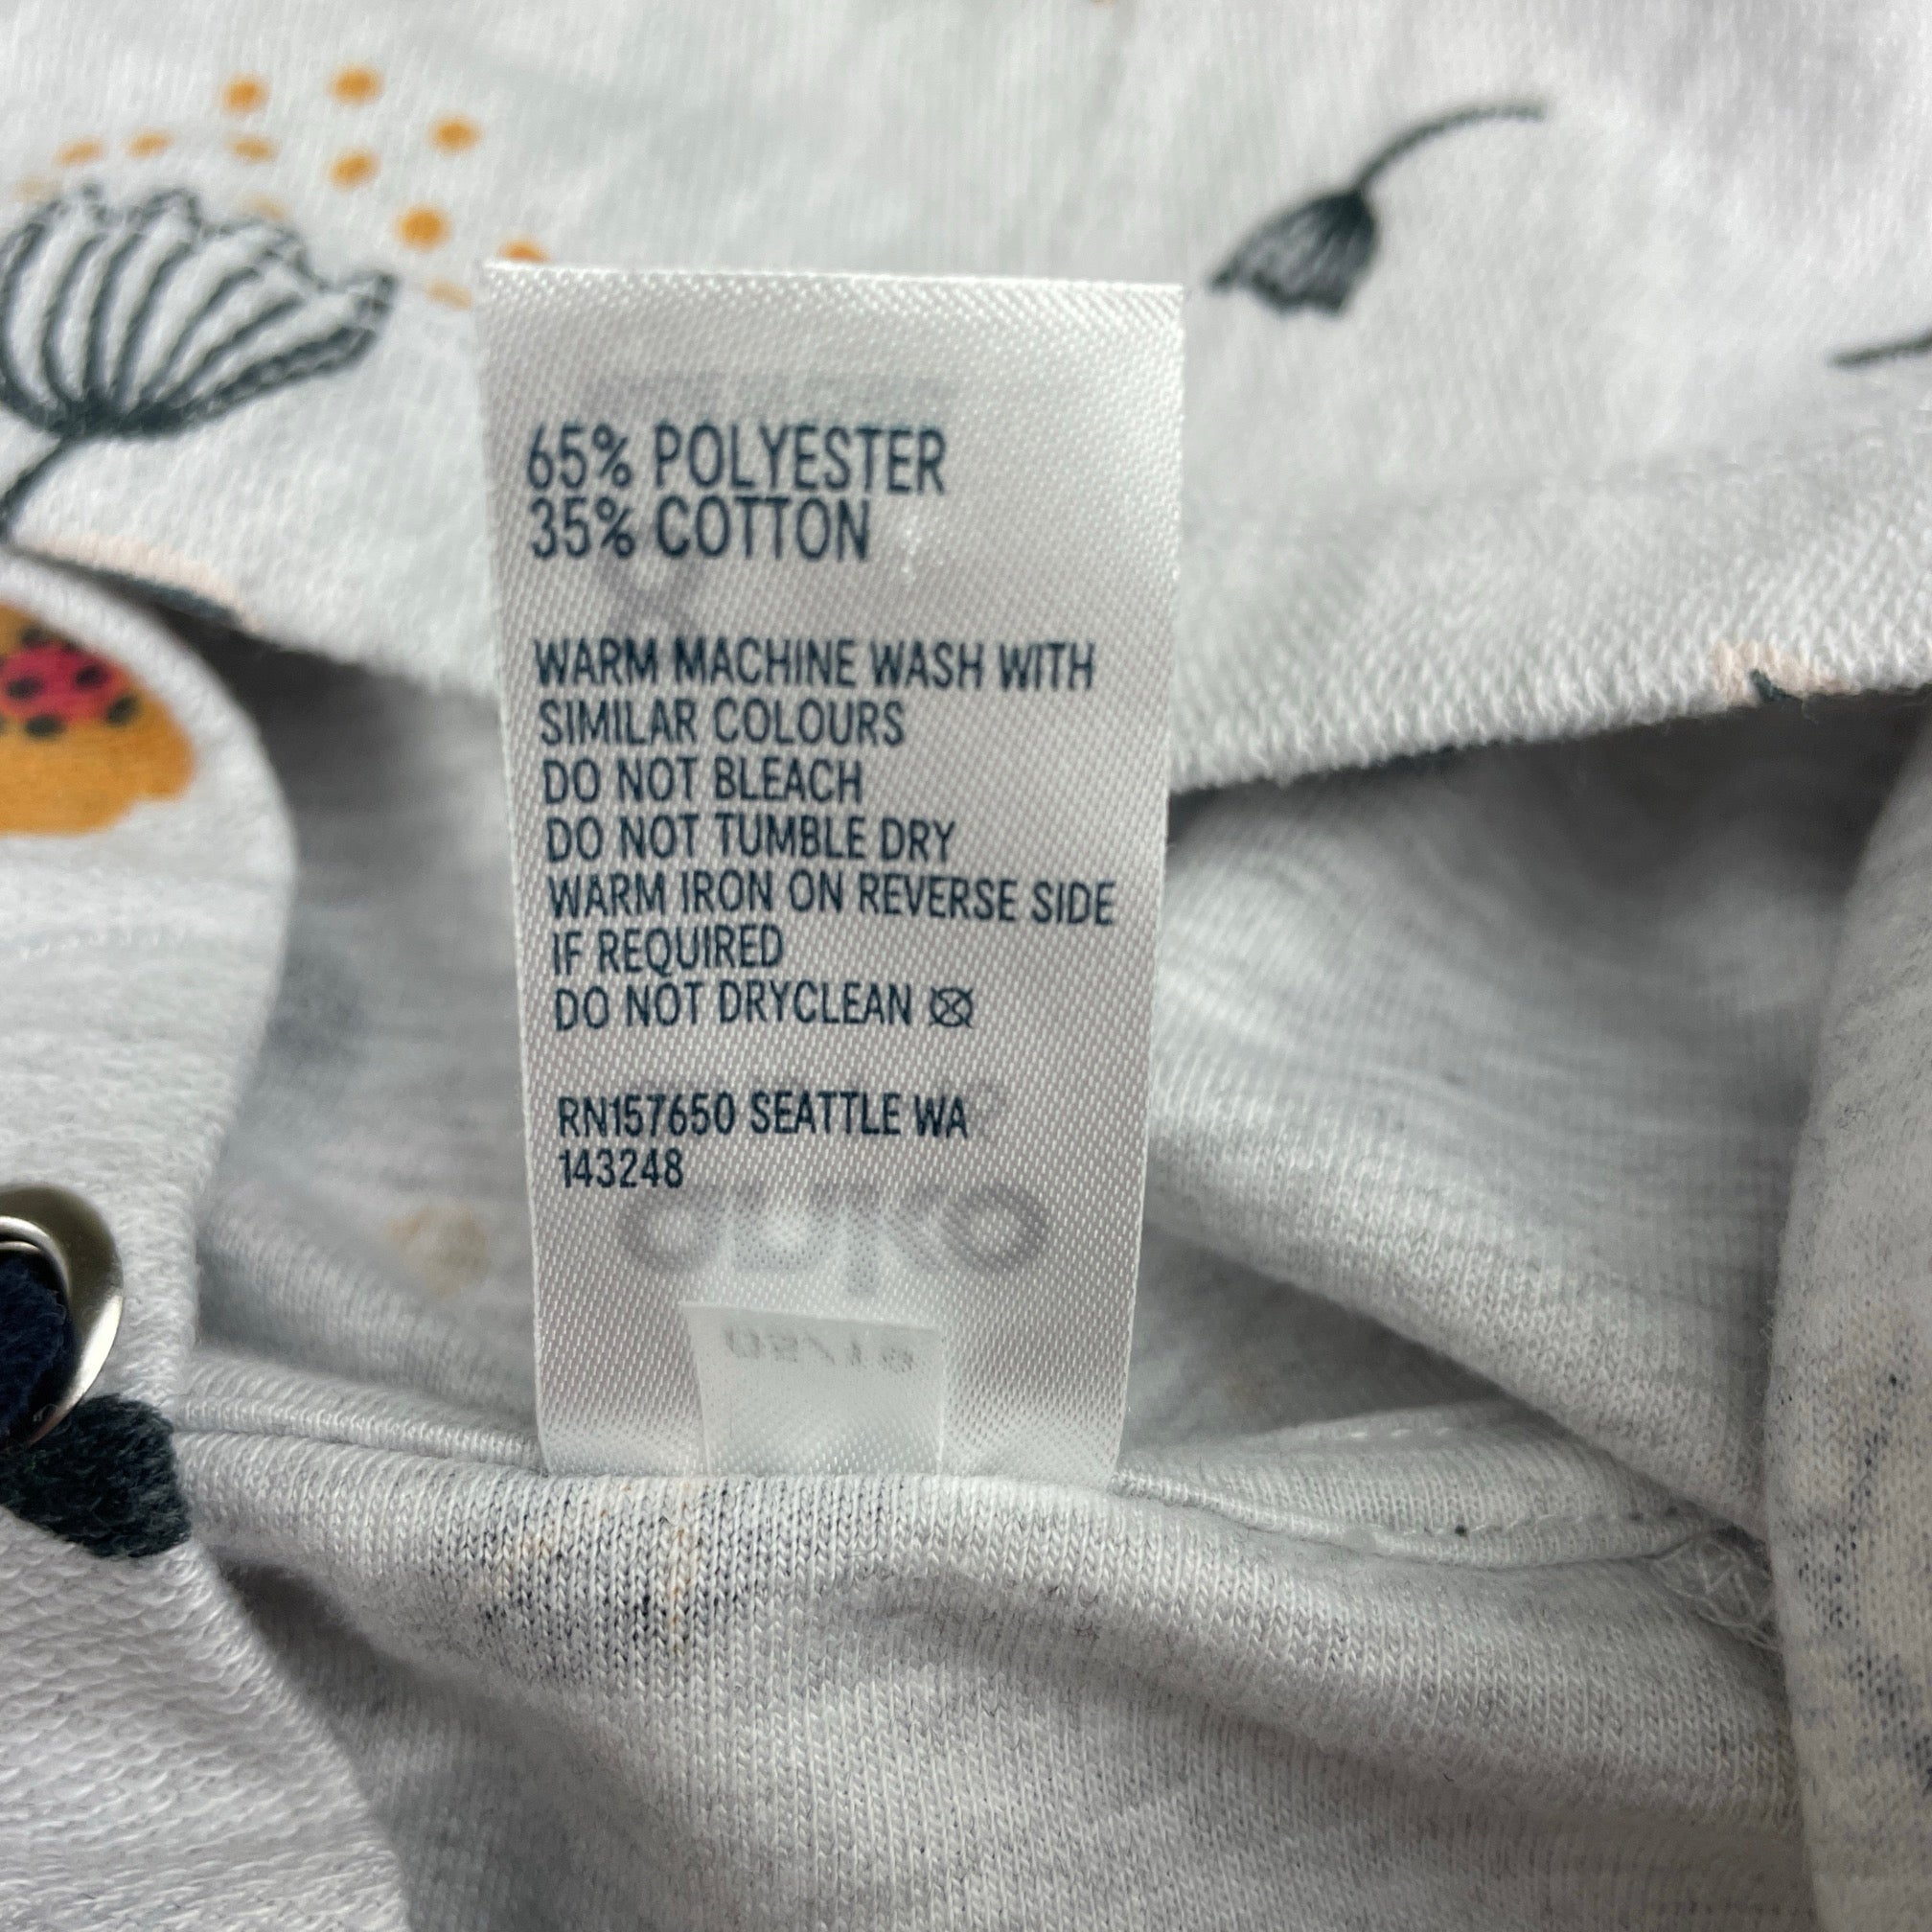 65% POLYESTER
35% COTTON
WARM MACHINE WASH WITH
SIMILAR COLOURS
DO NOT BLEACH
DO NOT TUMBLE DRY
WARM IRON ON REVERSE SIDE
IF REQUIRED
DO NOT DRYCLEAN
RN157650 SEATTLE WA
143248